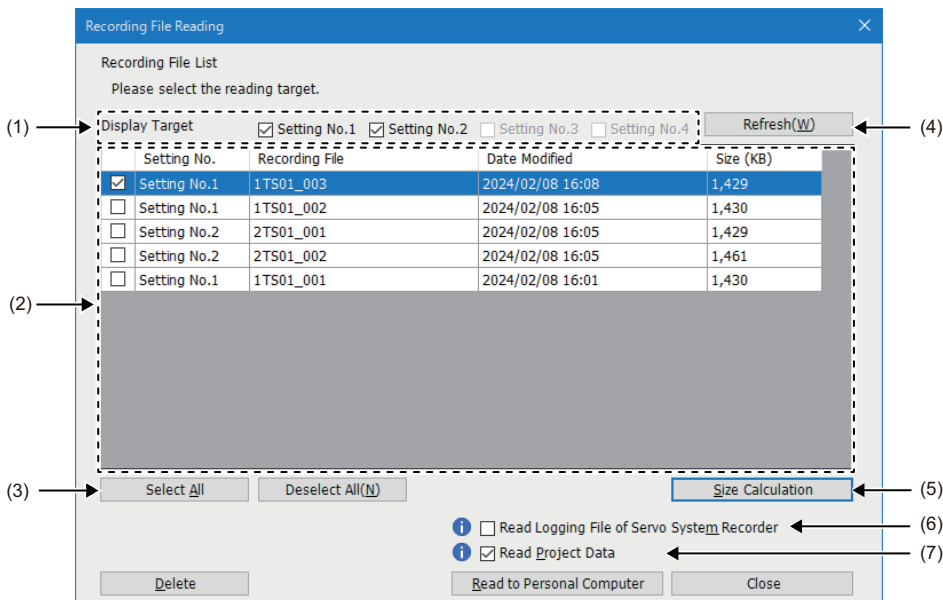 Recording File Reading
Recording File List
Please select the reading target.
(1) Display Target Setting No.1 Setting No.2 Setting No.3 Setting No.4 Refresh(W) (4)
Setting No. Recording File Date Modified Size (KB)
Setting No.1 1TS01_003 2024/02/08 16:08 1,429
Setting No.1 1TS01_002 2024/02/08 16:05 1,430
Setting No.2 2TS01_001 2024/02/08 16:05 1,429
Setting No.2 2TS01_002 2024/02/08 16:05 1,461
Setting No.1 1TS01_001 2024/02/08 16:01 1,430
(2)
(3) Select All Deselect All(N) Size Calculation (5)
Read Logging File of Servo System Recorder (6)
Read Project Data (7)
Delete Read to Personal Computer Close